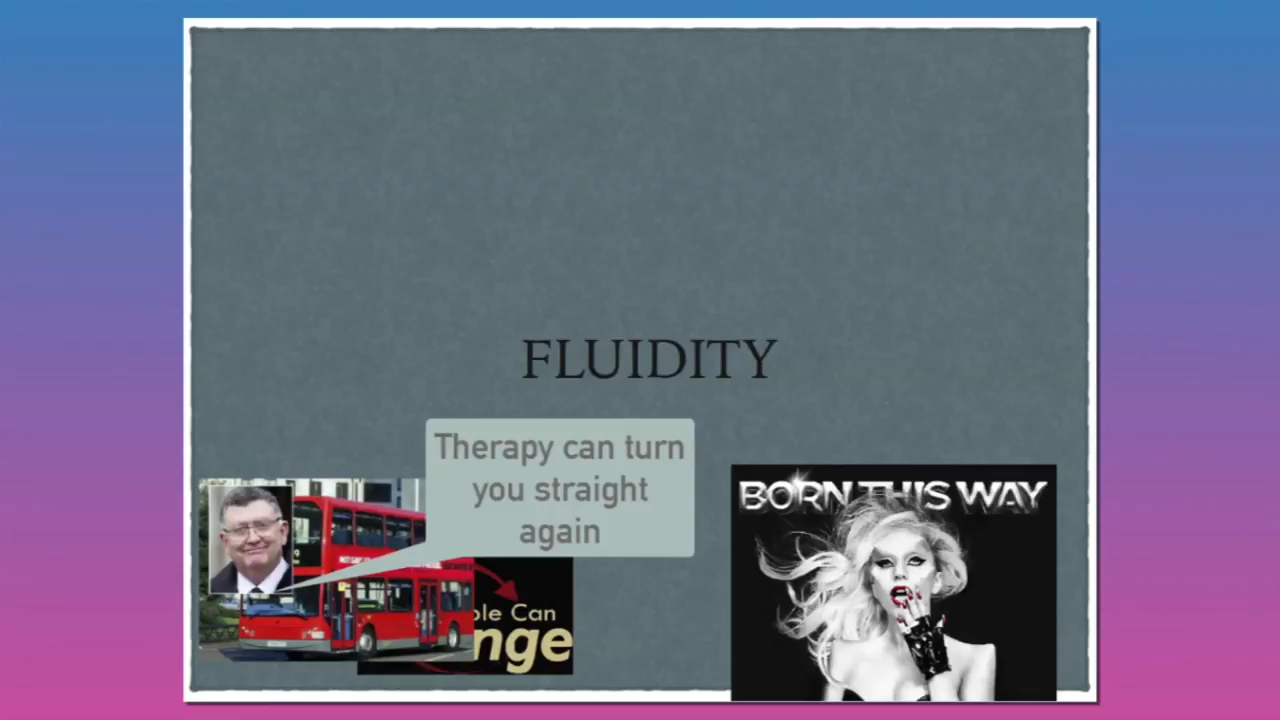 FLUIDITY
Therapy can turn
you straight
again
BORN THIS WAY
ple Can
nge